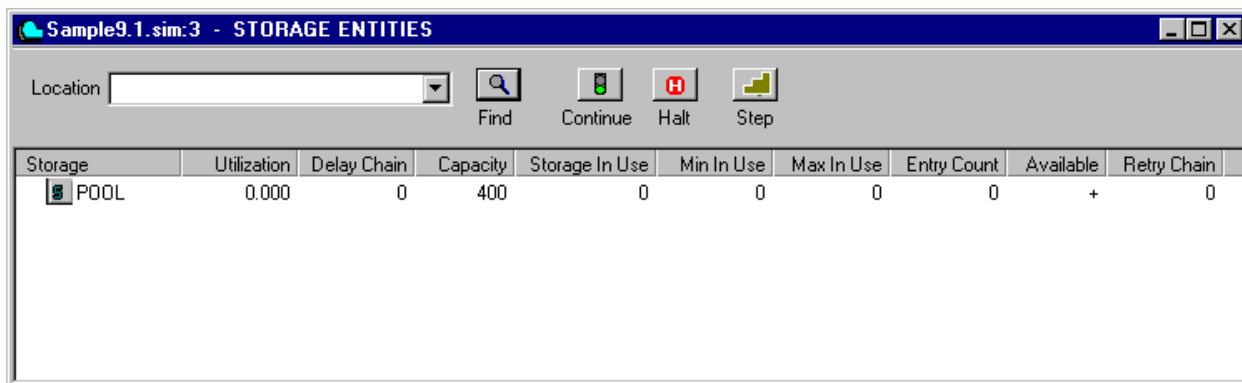 Sample9.1.sim:3 - STORAGE ENTITIES
Location
Find Continue Halt Step
Storage Utilization Delay Chain Capacity Storage In Use Min In Use Max In Use Entry Count Available Retry Chain
S POOL 0.000 0 400 0 0 0 0 + 0